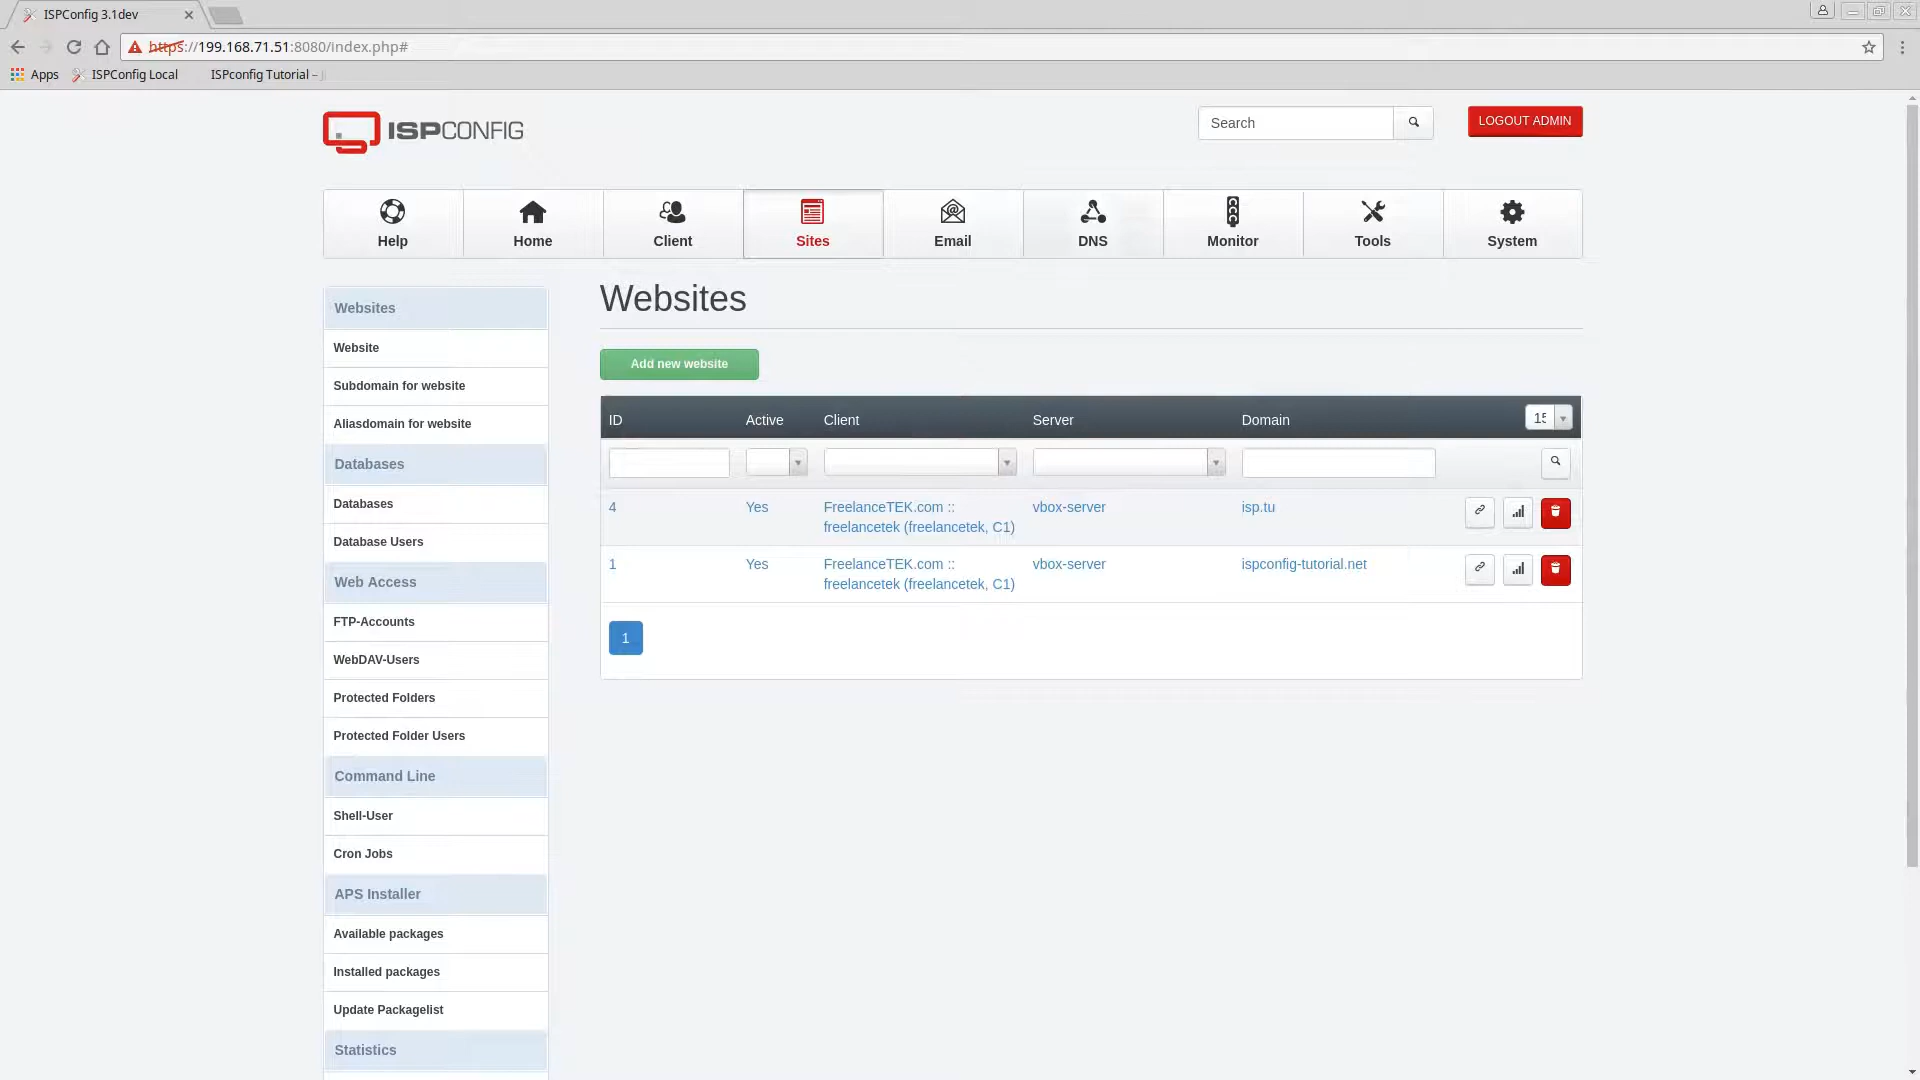 ISPConfig 3.1dev
https://199.168.71.51:8080/index.php#
Apps ISPConfig Local ISPconfig Tutorial –
ISPCONFIG
Search
LOGOUT ADMIN
Help Home Client Sites Email DNS Monitor Tools System
Websites
Website
Subdomain for website
Aliasdomain for website
Databases
Databases
Database Users
Web Access
FTP-Accounts
WebDAV-Users
Protected Folders
Protected Folder Users
Command Line
Shell-User
Cron Jobs
APS Installer
Available packages
Installed packages
Update Packagelist
Statistics
Websites
Add new website
ID Active Client Server Domain 15
4 Yes FreelanceTEK.com :: vbox-server isp.tu
freelancetek (freelancetek, C1)
1 Yes FreelanceTEK.com :: vbox-server ispconfig-tutorial.net
freelancetek (freelancetek, C1)
1